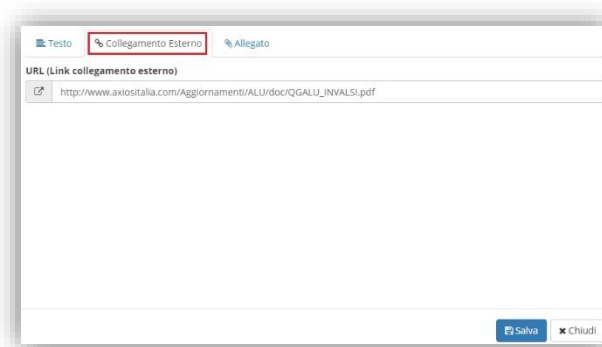 Testo Collegamento Esterno Allegato
URL (Link collegamento esterno)
http://www.axiositalia.com/Aggiornamenti/ALU/doc/QGALU_INVALSI.pdf
Salva Chiudi